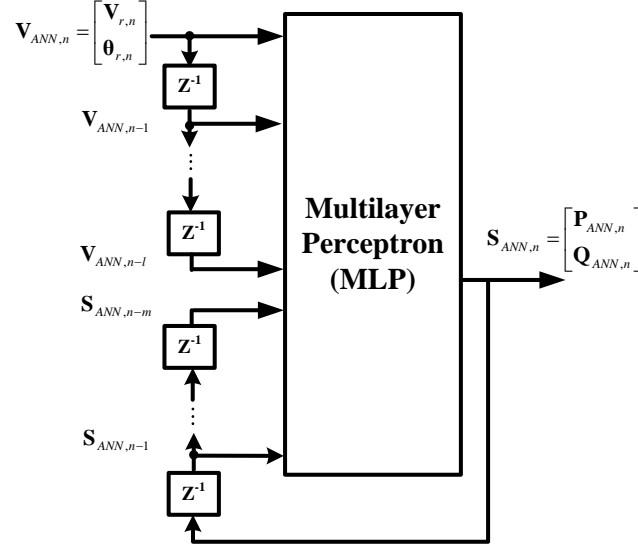 V_{ANN,n} = [V_{r,n}
θ_{r,n}]
Z⁻¹
V_{ANN,n-1}
Z⁻¹
V_{ANN,n-l}
S_{ANN,n-m}
Z⁻¹
S_{ANN,n-1}
Z⁻¹
Multilayer
Perceptron
(MLP)
S_{ANN,n} = [P_{ANN,n}
Q_{ANN,n}]